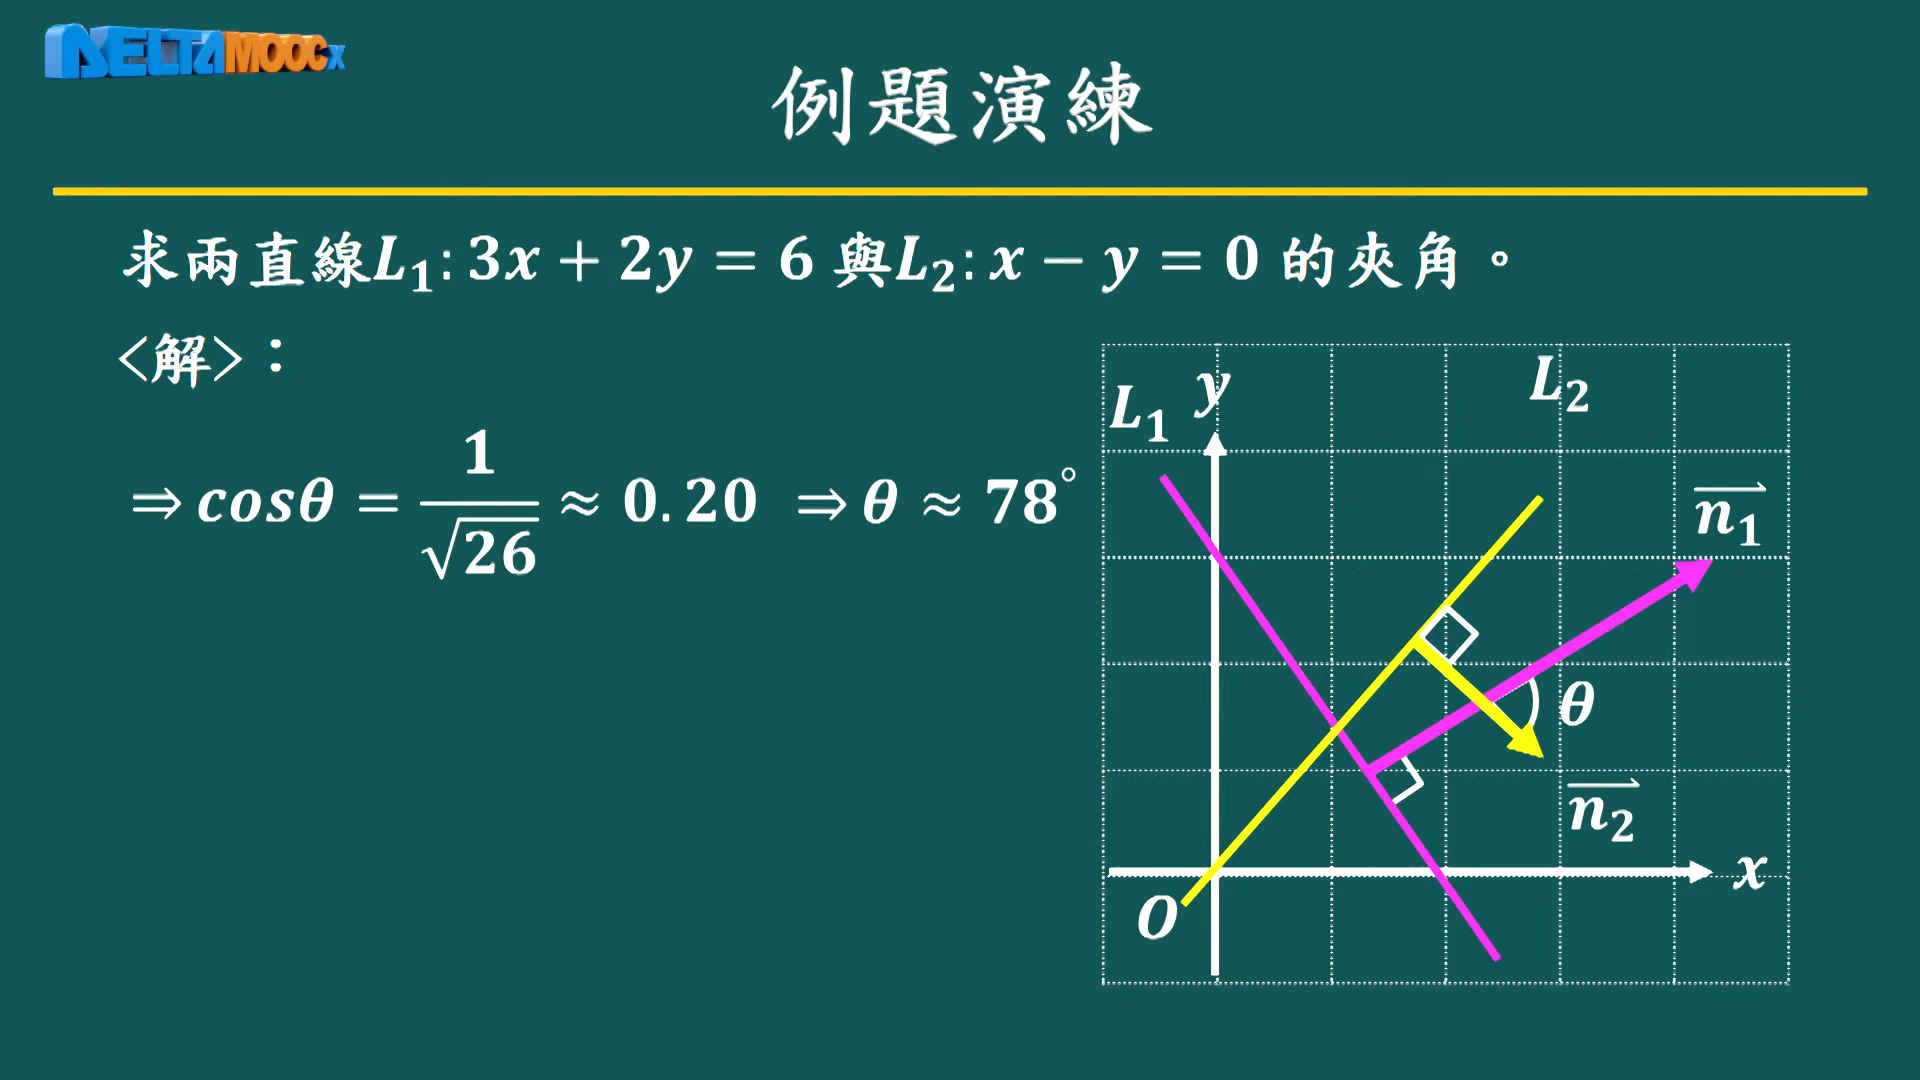 DELTAMOOCx
例題演練
求兩直線L₁: 3x + 2y = 6 與L₂: x − y = 0 的夾角。
<解>：
⇒ cosθ = 1/√26 ≈ 0.20 ⇒ θ ≈ 78°
L₁
y
L₂
n₁⃗
θ
n₂⃗
x
O